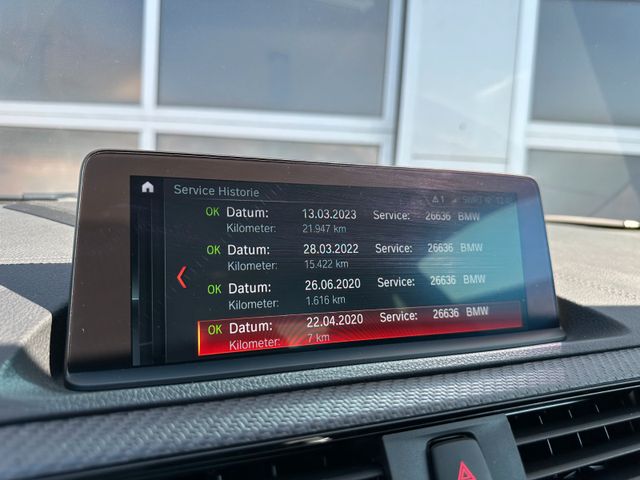 Service Historie
OK Datum: 13.03.2023 Service: 26636 BMW
Kilometer: 21.947 km
OK Datum: 28.03.2022 Service: 26636 BMW
Kilometer: 15.422 km
OK Datum: 26.06.2020 Service: 26636 BMW
Kilometer: 1.616 km
OK Datum: 22.04.2020 Service: 26636 BMW
Kilometer: 7 km